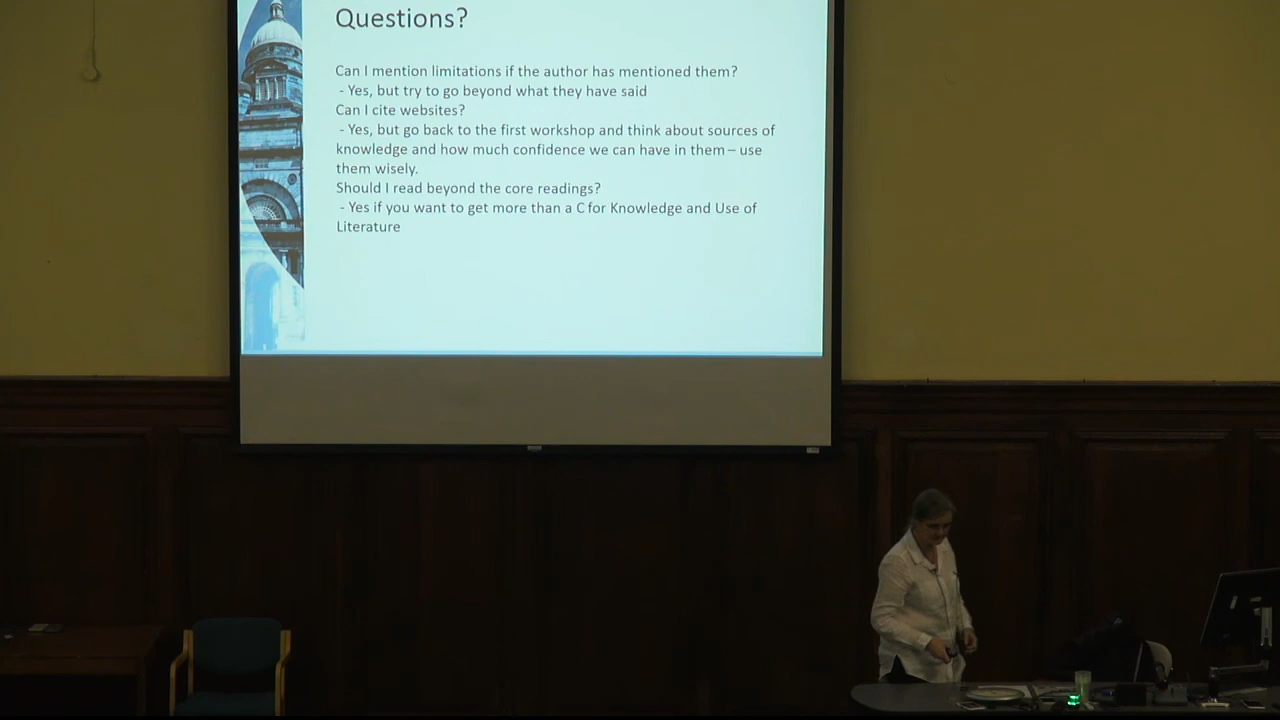 Questions?
Can I mention limitations if the author has mentioned them?
- Yes, but try to go beyond what they have said
Can I cite websites?
- Yes, but go back to the first workshop and think about sources of
knowledge and how much confidence we can have in them – use
them wisely.
Should I read beyond the core readings?
- Yes if you want to get more than a C for Knowledge and Use of
Literature